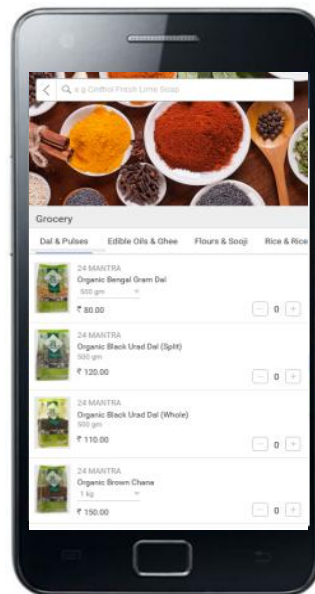 e.g Cinthol Frash Lime Soap
Grocery
Dal & Pulses Edible Oils & Ghee Flours & Sooji Rice & Rice
24 MANTRA
Organic Bengal Gram Dal
500 gm
₹ 80.00
0
24 MANTRA
Organic Black Urad Dal (Split)
500 gm
₹ 120.00
0
24 MANTRA
Organic Black Urad Dal (Whole)
500 gm
₹ 110.00
0
24 MANTRA
Organic Brown Chana
1 kg
₹ 150.00
0